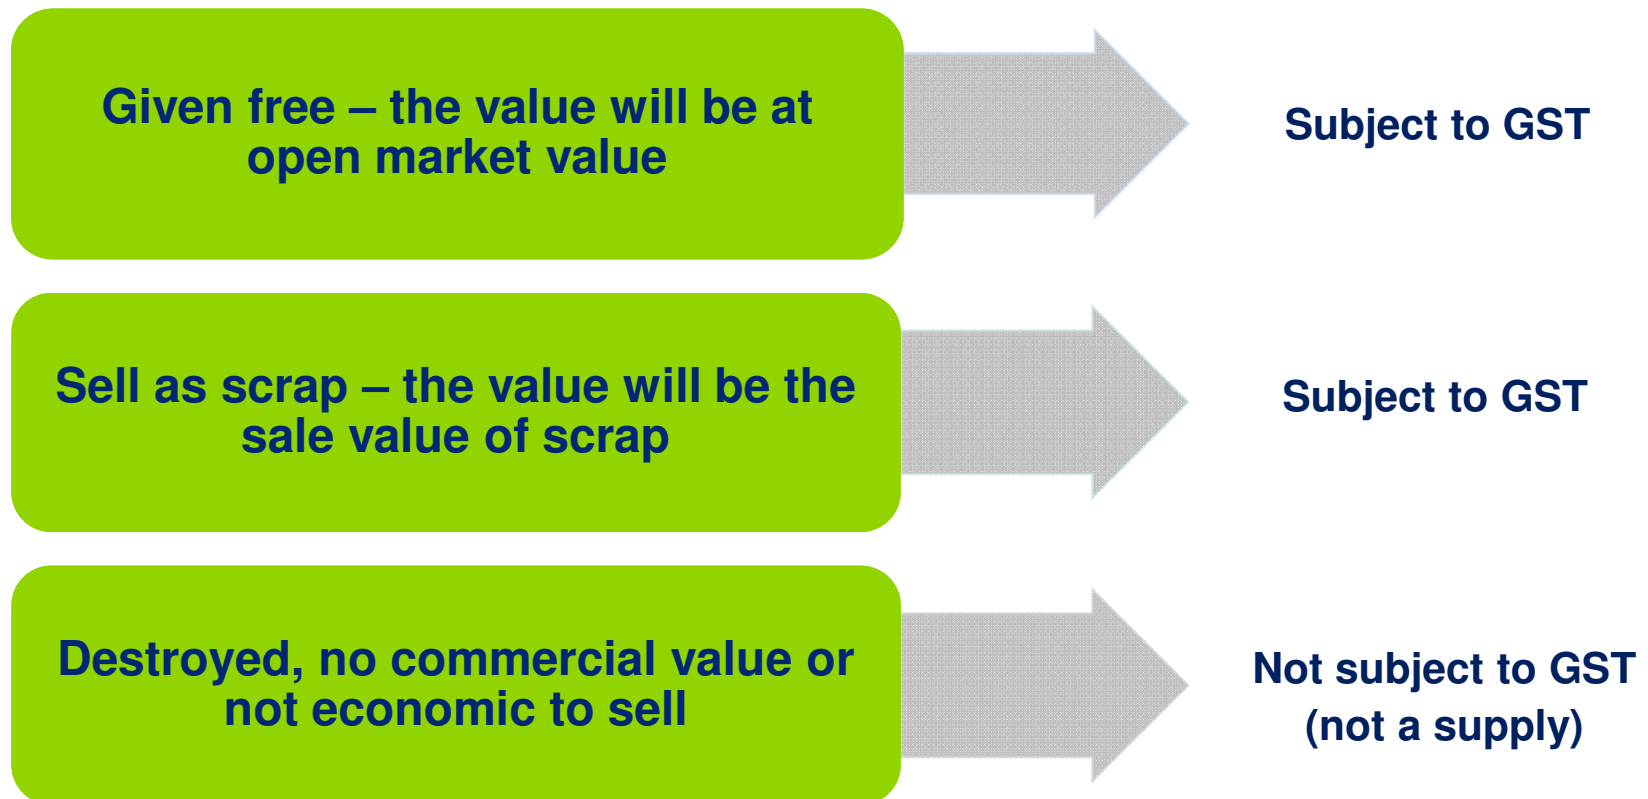 Given free – the value will be at
open market value
Subject to GST
Sell as scrap – the value will be the
sale value of scrap
Subject to GST
Destroyed, no commercial value or
not economic to sell
Not subject to GST
(not a supply)